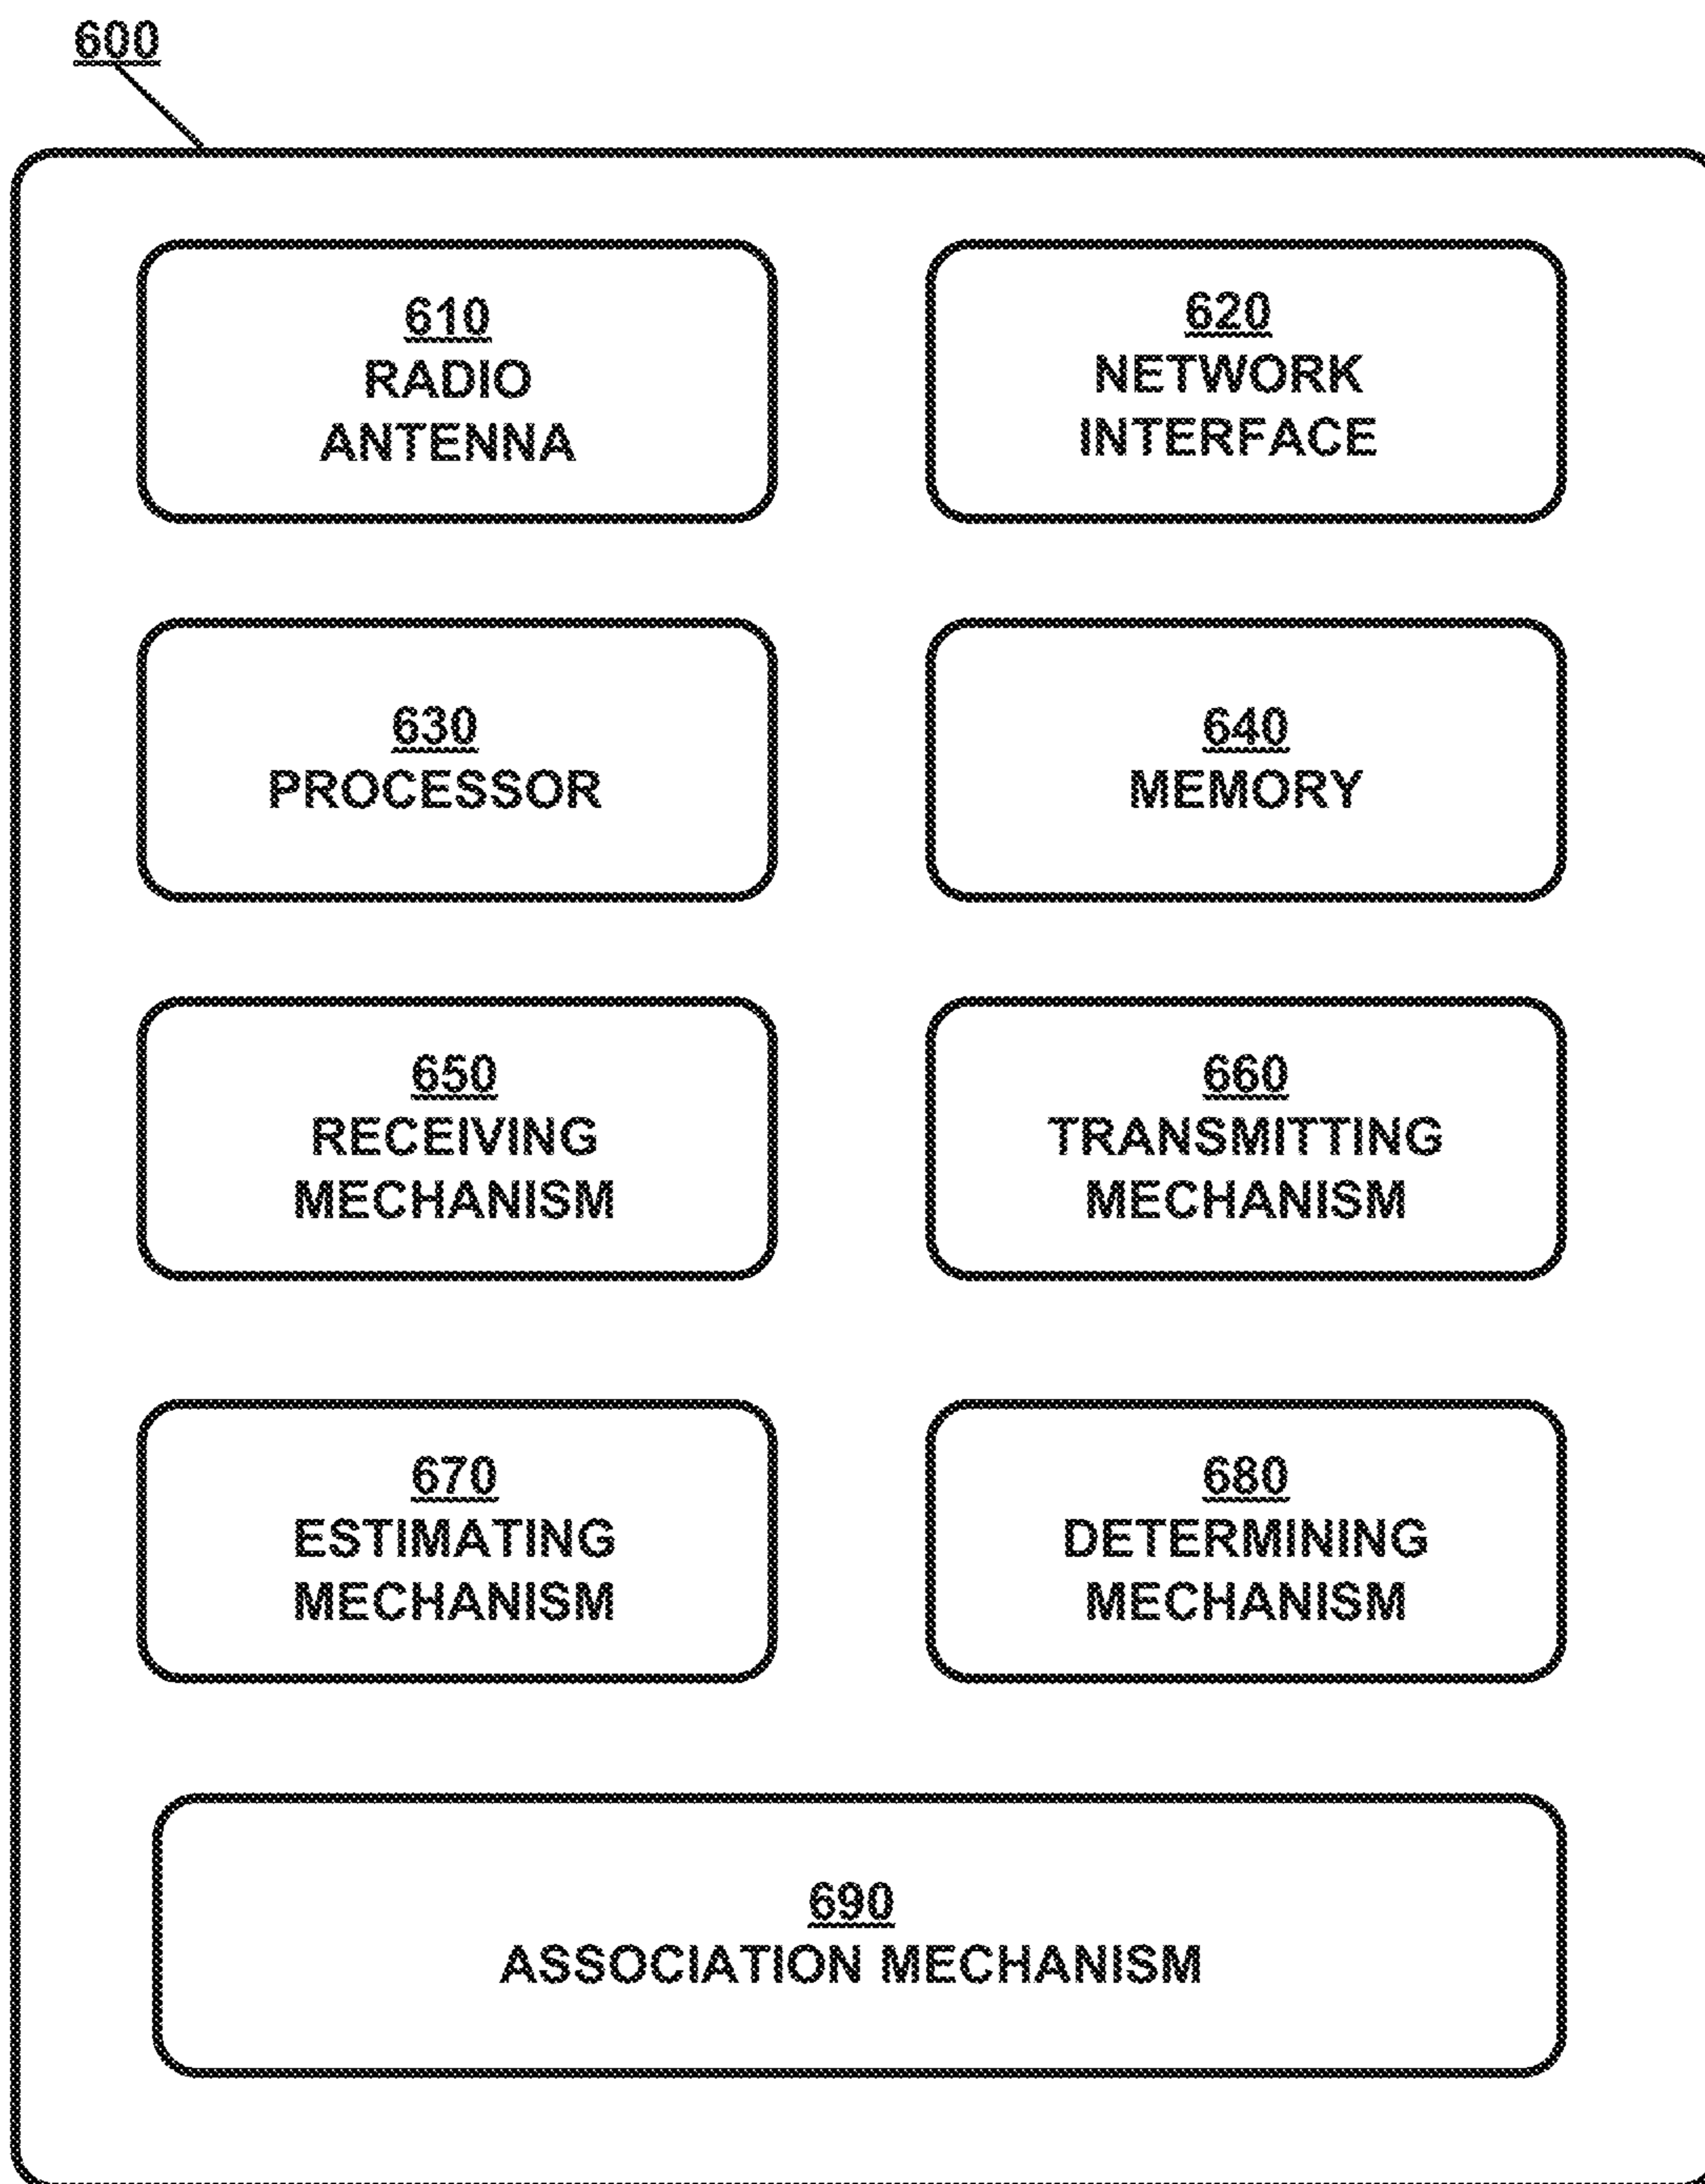 600
610
RADIO
ANTENNA
620
NETWORK
INTERFACE
630
PROCESSOR
640
MEMORY
650
RECEIVING
MECHANISM
660
TRANSMITTING
MECHANISM
670
ESTIMATING
MECHANISM
680
DETERMINING
MECHANISM
690
ASSOCIATION MECHANISM